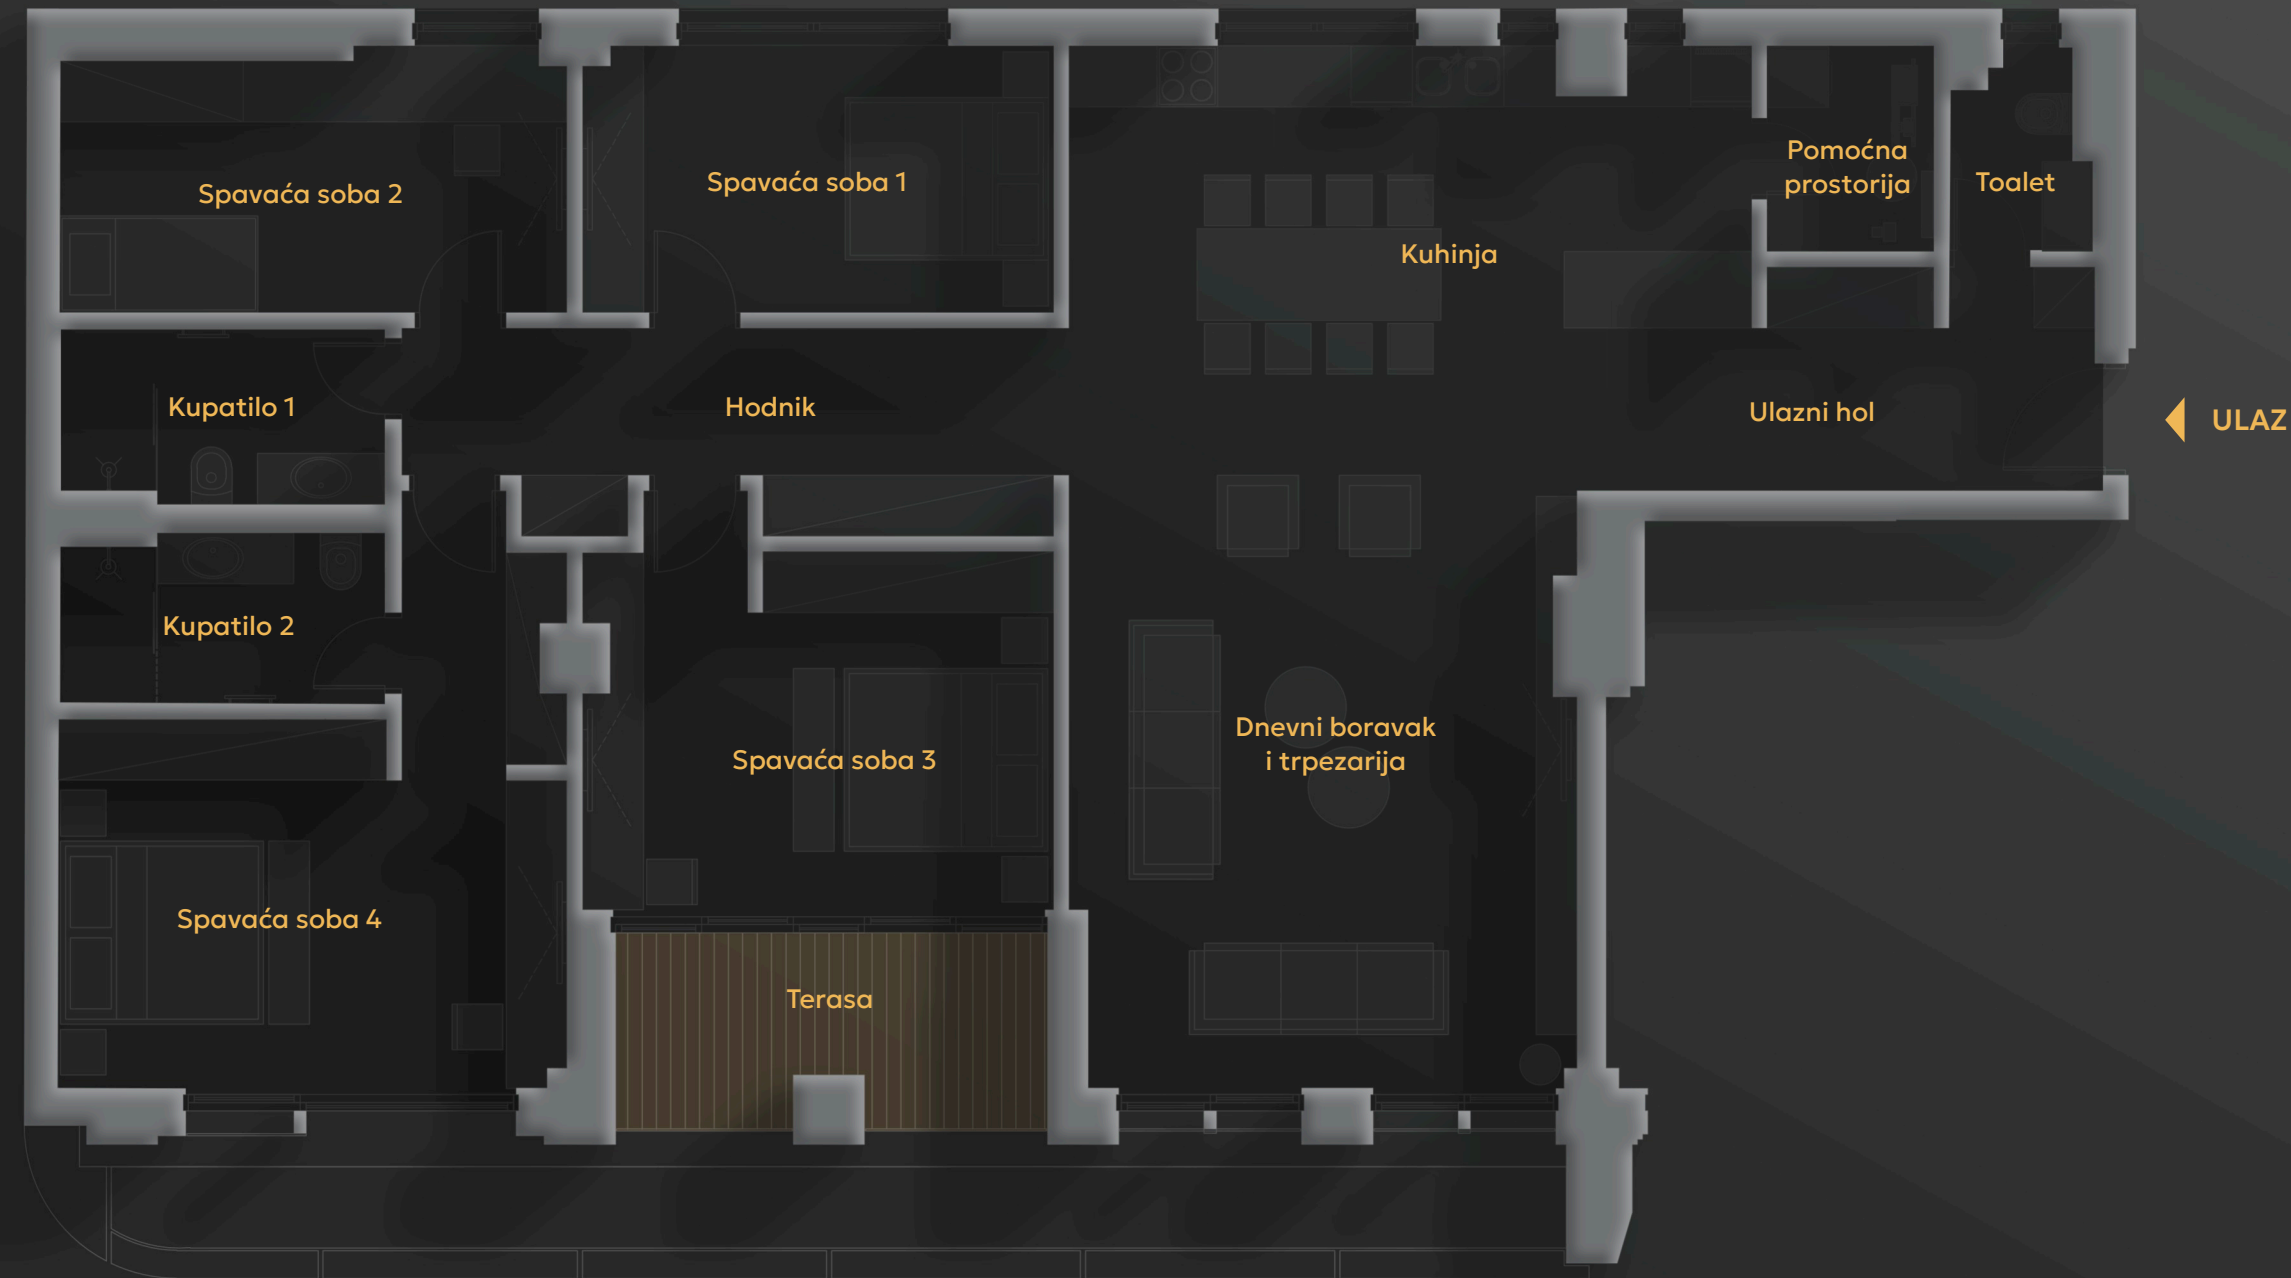 Pomoćna
prostorija
Spavaća soba 2
Spavaća soba 1
Toalet
Kuhinja
Kupatilo 1
Hodnik
Ulazni hol
ULAZ
Kupatilo 2
Dnevni boravak
i trpezarija
Spavaća soba 3
Spavaća soba 4
Terasa